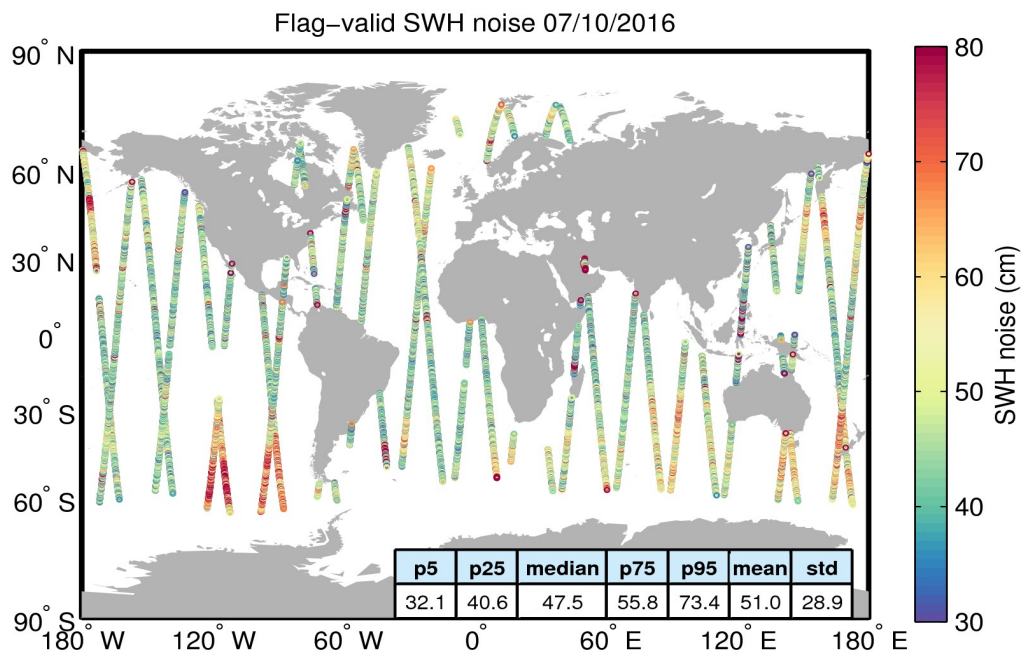 Flag−valid SWH noise 07/10/2016
90° N
60° N
30° N
0°
30° S
60° S
90° S
180° W 120° W 60° W 0° 60° E 120° E 180° E
p5 p25 median p75 p95 mean std
32.1 40.6 47.5 55.8 73.4 51.0 28.9
80
70
60
50
40
30
SWH noise (cm)